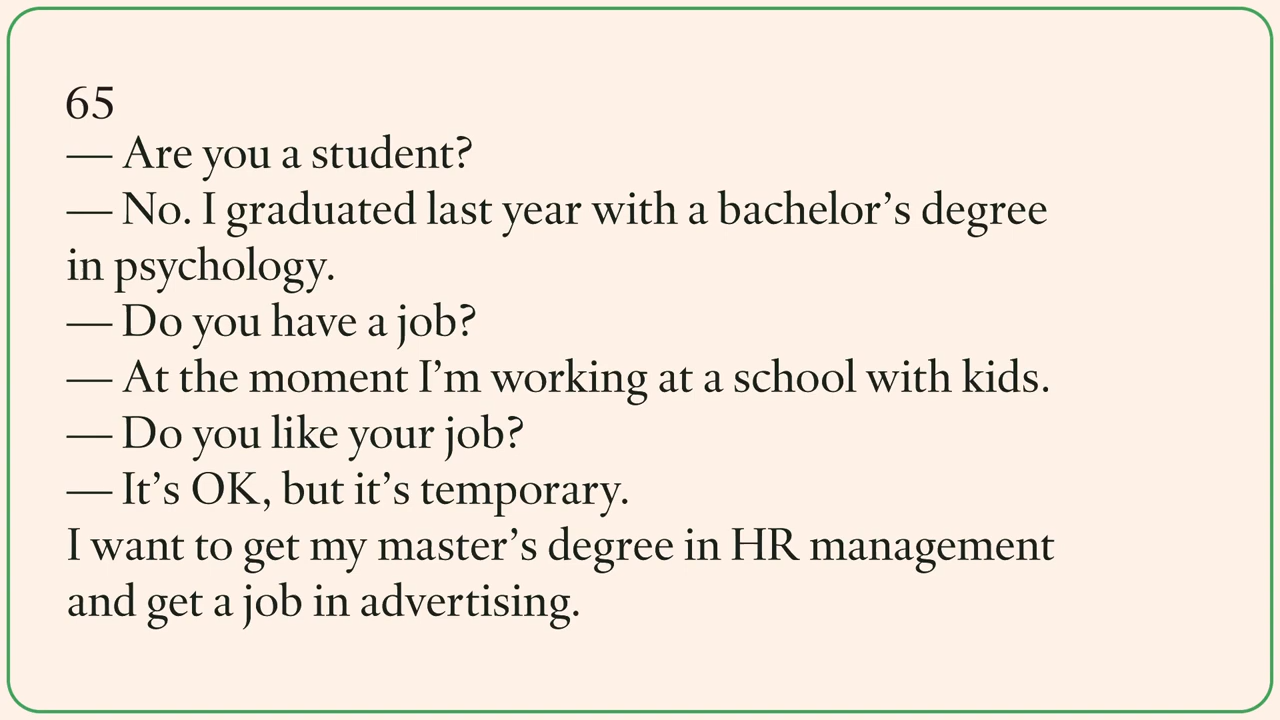 65
— Are you a student?
— No. I graduated last year with a bachelor’s degree
in psychology.
— Do you have a job?
— At the moment I’m working at a school with kids.
— Do you like your job?
— It’s OK, but it’s temporary.
I want to get my master’s degree in HR management
and get a job in advertising.